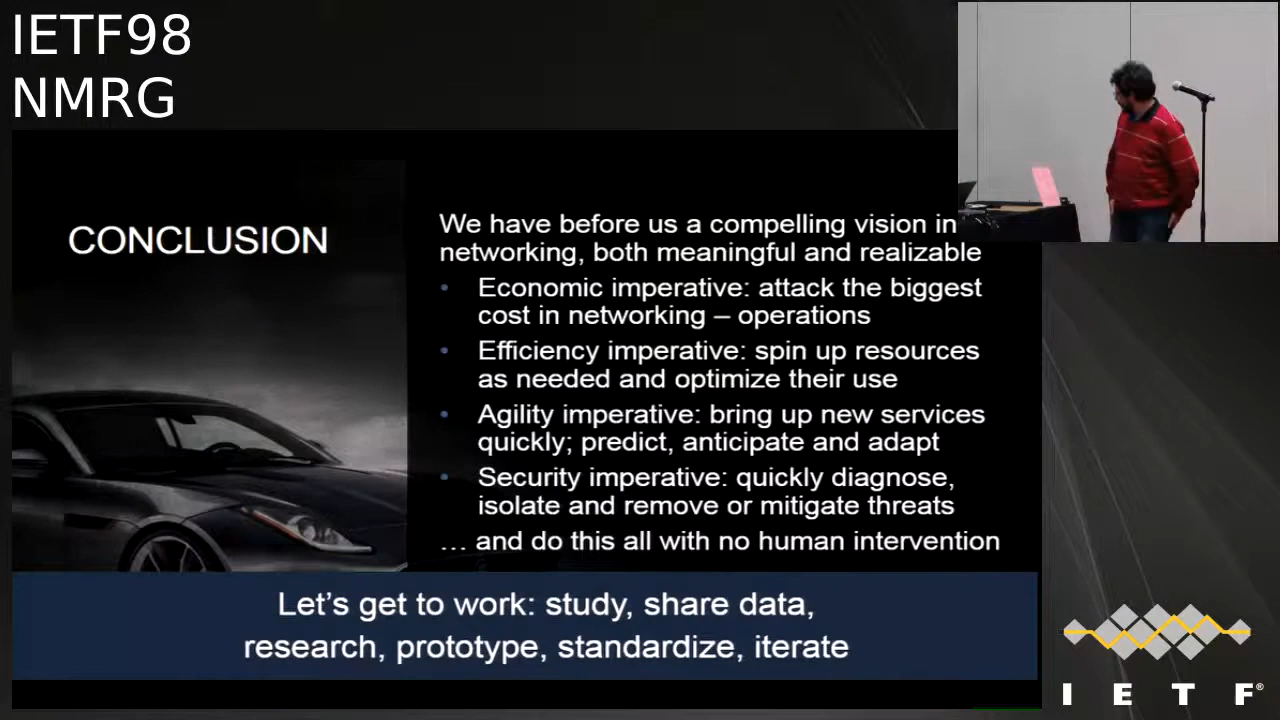 IETF98
NMRG
CONCLUSION
We have before us a compelling vision in
networking, both meaningful and realizable
• Economic imperative: attack the biggest
cost in networking – operations
• Efficiency imperative: spin up resources
as needed and optimize their use
• Agility imperative: bring up new services
quickly; predict, anticipate and adapt
• Security imperative: quickly diagnose,
isolate and remove or mitigate threats
… and do this all with no human intervention
Let’s get to work: study, share data,
research, prototype, standardize, iterate
I E T F®